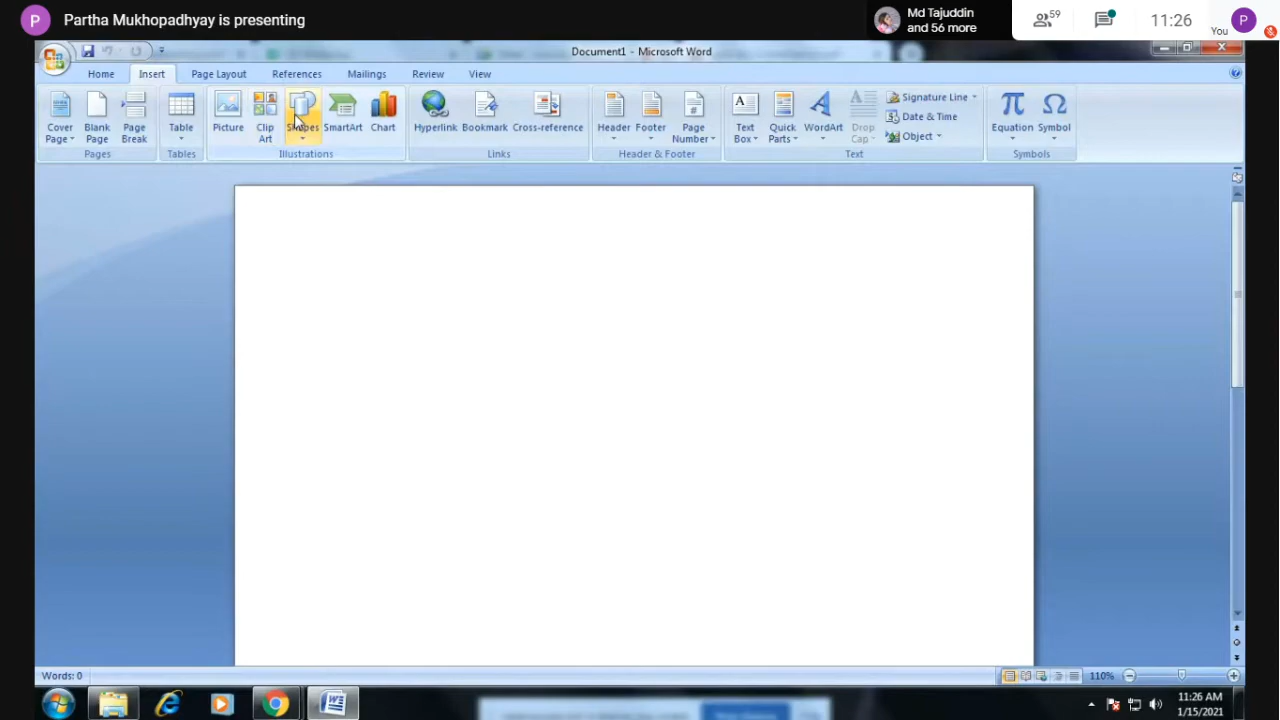 P Partha Mukhopadhyay is presenting
Md Tajuddin
and 56 more
59
11:26
You
P
Document1 - Microsoft Word
Home Insert Page Layout References Mailings Review View
Cover Page
Blank Page
Page Break
Table
Picture
Clip Art
Shapes
SmartArt
Chart
Hyperlink
Bookmark
Cross-reference
Header
Footer
Page Number
Text Box
Quick Parts
WordArt
Drop Cap
Signature Line
Date & Time
Object
Equation
Symbol
Pages Tables Illustrations Links Header & Footer Text Symbols
Words: 0
110%
11:26 AM
1/15/2021